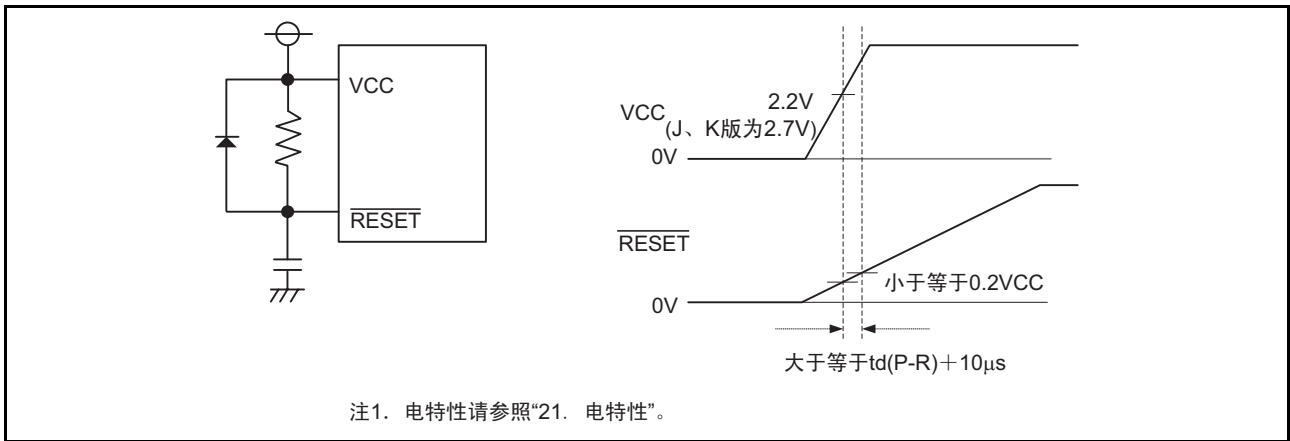 VCC
RESET
2.2V
VCC
(J、K版为2.7V)
0V
RESET
小于等于0.2VCC
0V
大于等于td(P-R)＋10μs
注1. 电特性请参照“21. 电特性”。